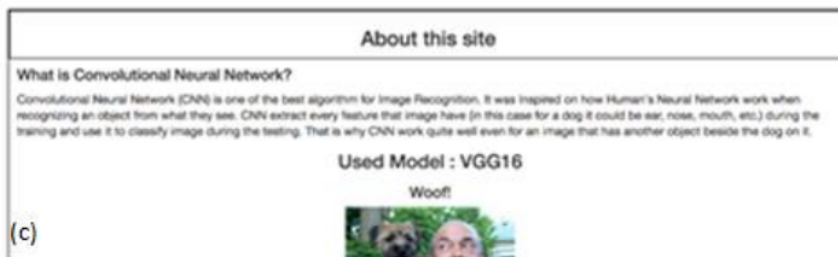 About this site
What is Convolutional Neural Network?
Convolutional Neural Network (CNN) is one of the best algorithm for Image Recognition. It was Inspired on how Human's Neural Network work when
recognizing an object from what they see. CNN extract every feature that image have (in this case for a dog it could be ear, nose, mouth, etc.) during the
training and use it to classify image during the testing. That is why CNN work quite well even for an image that has another object beside the dog on it.
Used Model : VGG16
Woof!
(c)